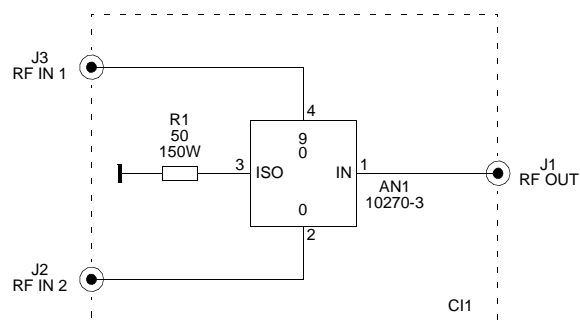 J3
RF IN 1
4
R1
50
150W
9
0
3
ISO
IN
1
J1
RF OUT
AN1
10270-3
0
2
J2
RF IN 2
CI1